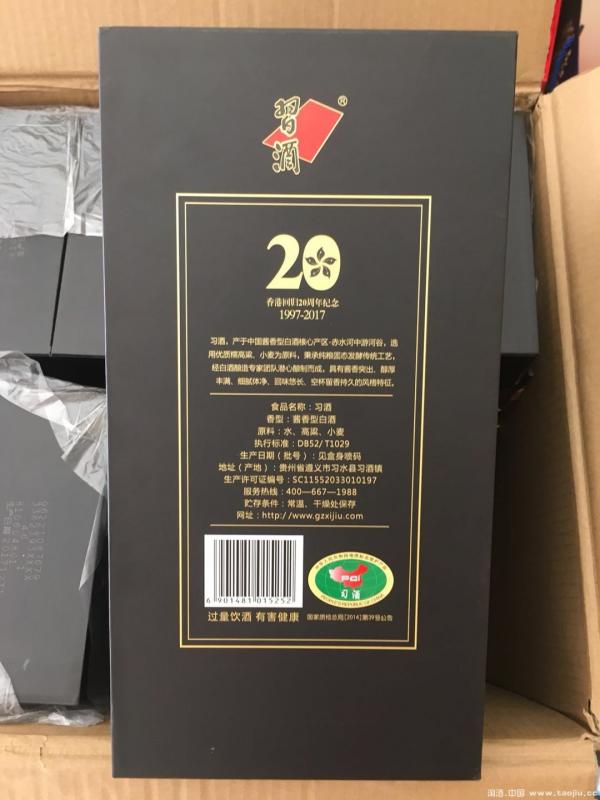 习酒®
20
香港回归20周年纪念
1997-2017
习酒，产于中国酱香型白酒核心产区-赤水河中游河谷，选
用优质糯高粱、小麦为原料，秉承纯粮固态发酵传统工艺，
经白酒酿造专家团队潜心酿制而成，具有酱香突出、醇厚
丰满、细腻体净、回味悠长、空杯留香持久的风格特征。
食品名称：习酒
香型：酱香型白酒
原料：水、高粱、小麦
执行标准：DB52/ T1029
生产日期（批号）：见盒身喷码
地址（产地）：贵州省遵义市习水县习酒镇
生产许可证编号：SC11552033010197
服务热线：400—667—1988
贮存条件：常温、干燥处保存
网址：http://www.gzxijiu.com
6 901481 015252
PGI
习酒
PEOPLE'S REPUBLIC OF CHINA
过量饮酒 有害健康
国家质检总局[2014]第39号公告
淘酒.中国 www.taojiu.cc